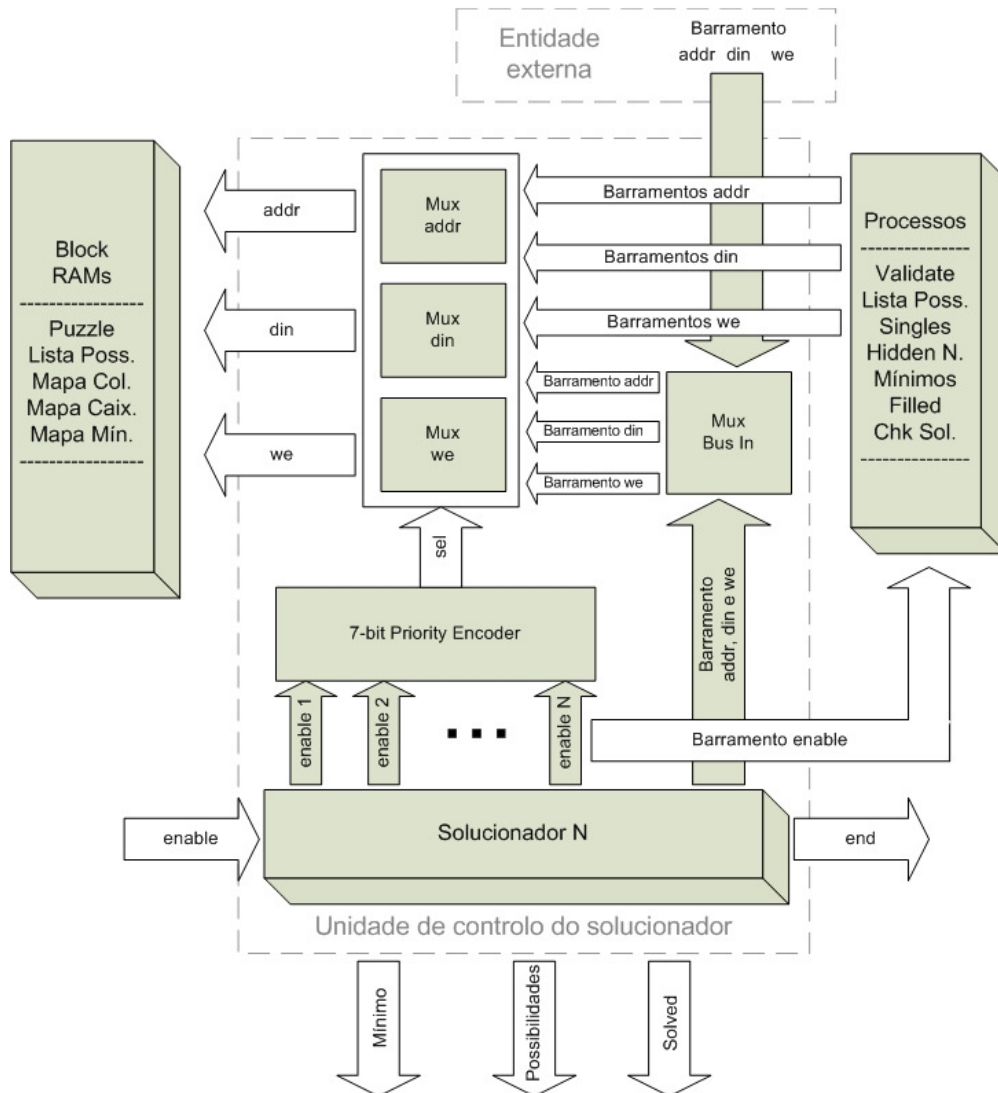 Entidade
externa
Barramento
addr din we
Block
RAMs
--------------------
Puzzle
Lista Poss.
Mapa Col.
Mapa Caix.
Mapa Mín.
--------------------
addr
din
we
Mux
addr
Mux
din
Mux
we
Barramentos addr
Barramentos din
Barramentos we
Barramento addr
Barramento din
Barramento we
Mux
Bus In
Processos
------------------
Validate
Lista Poss.
Singles
Hidden N.
Mínimos
Filled
Chk Sol.
------------------
sel
7-bit Priority Encoder
Barramento
addr, din e we
enable 1
enable 2
. . .
enable N
Barramento enable
enable
Solucionador N
end
Unidade de controlo do solucionador
Mínimo
Possibilidades
Solved